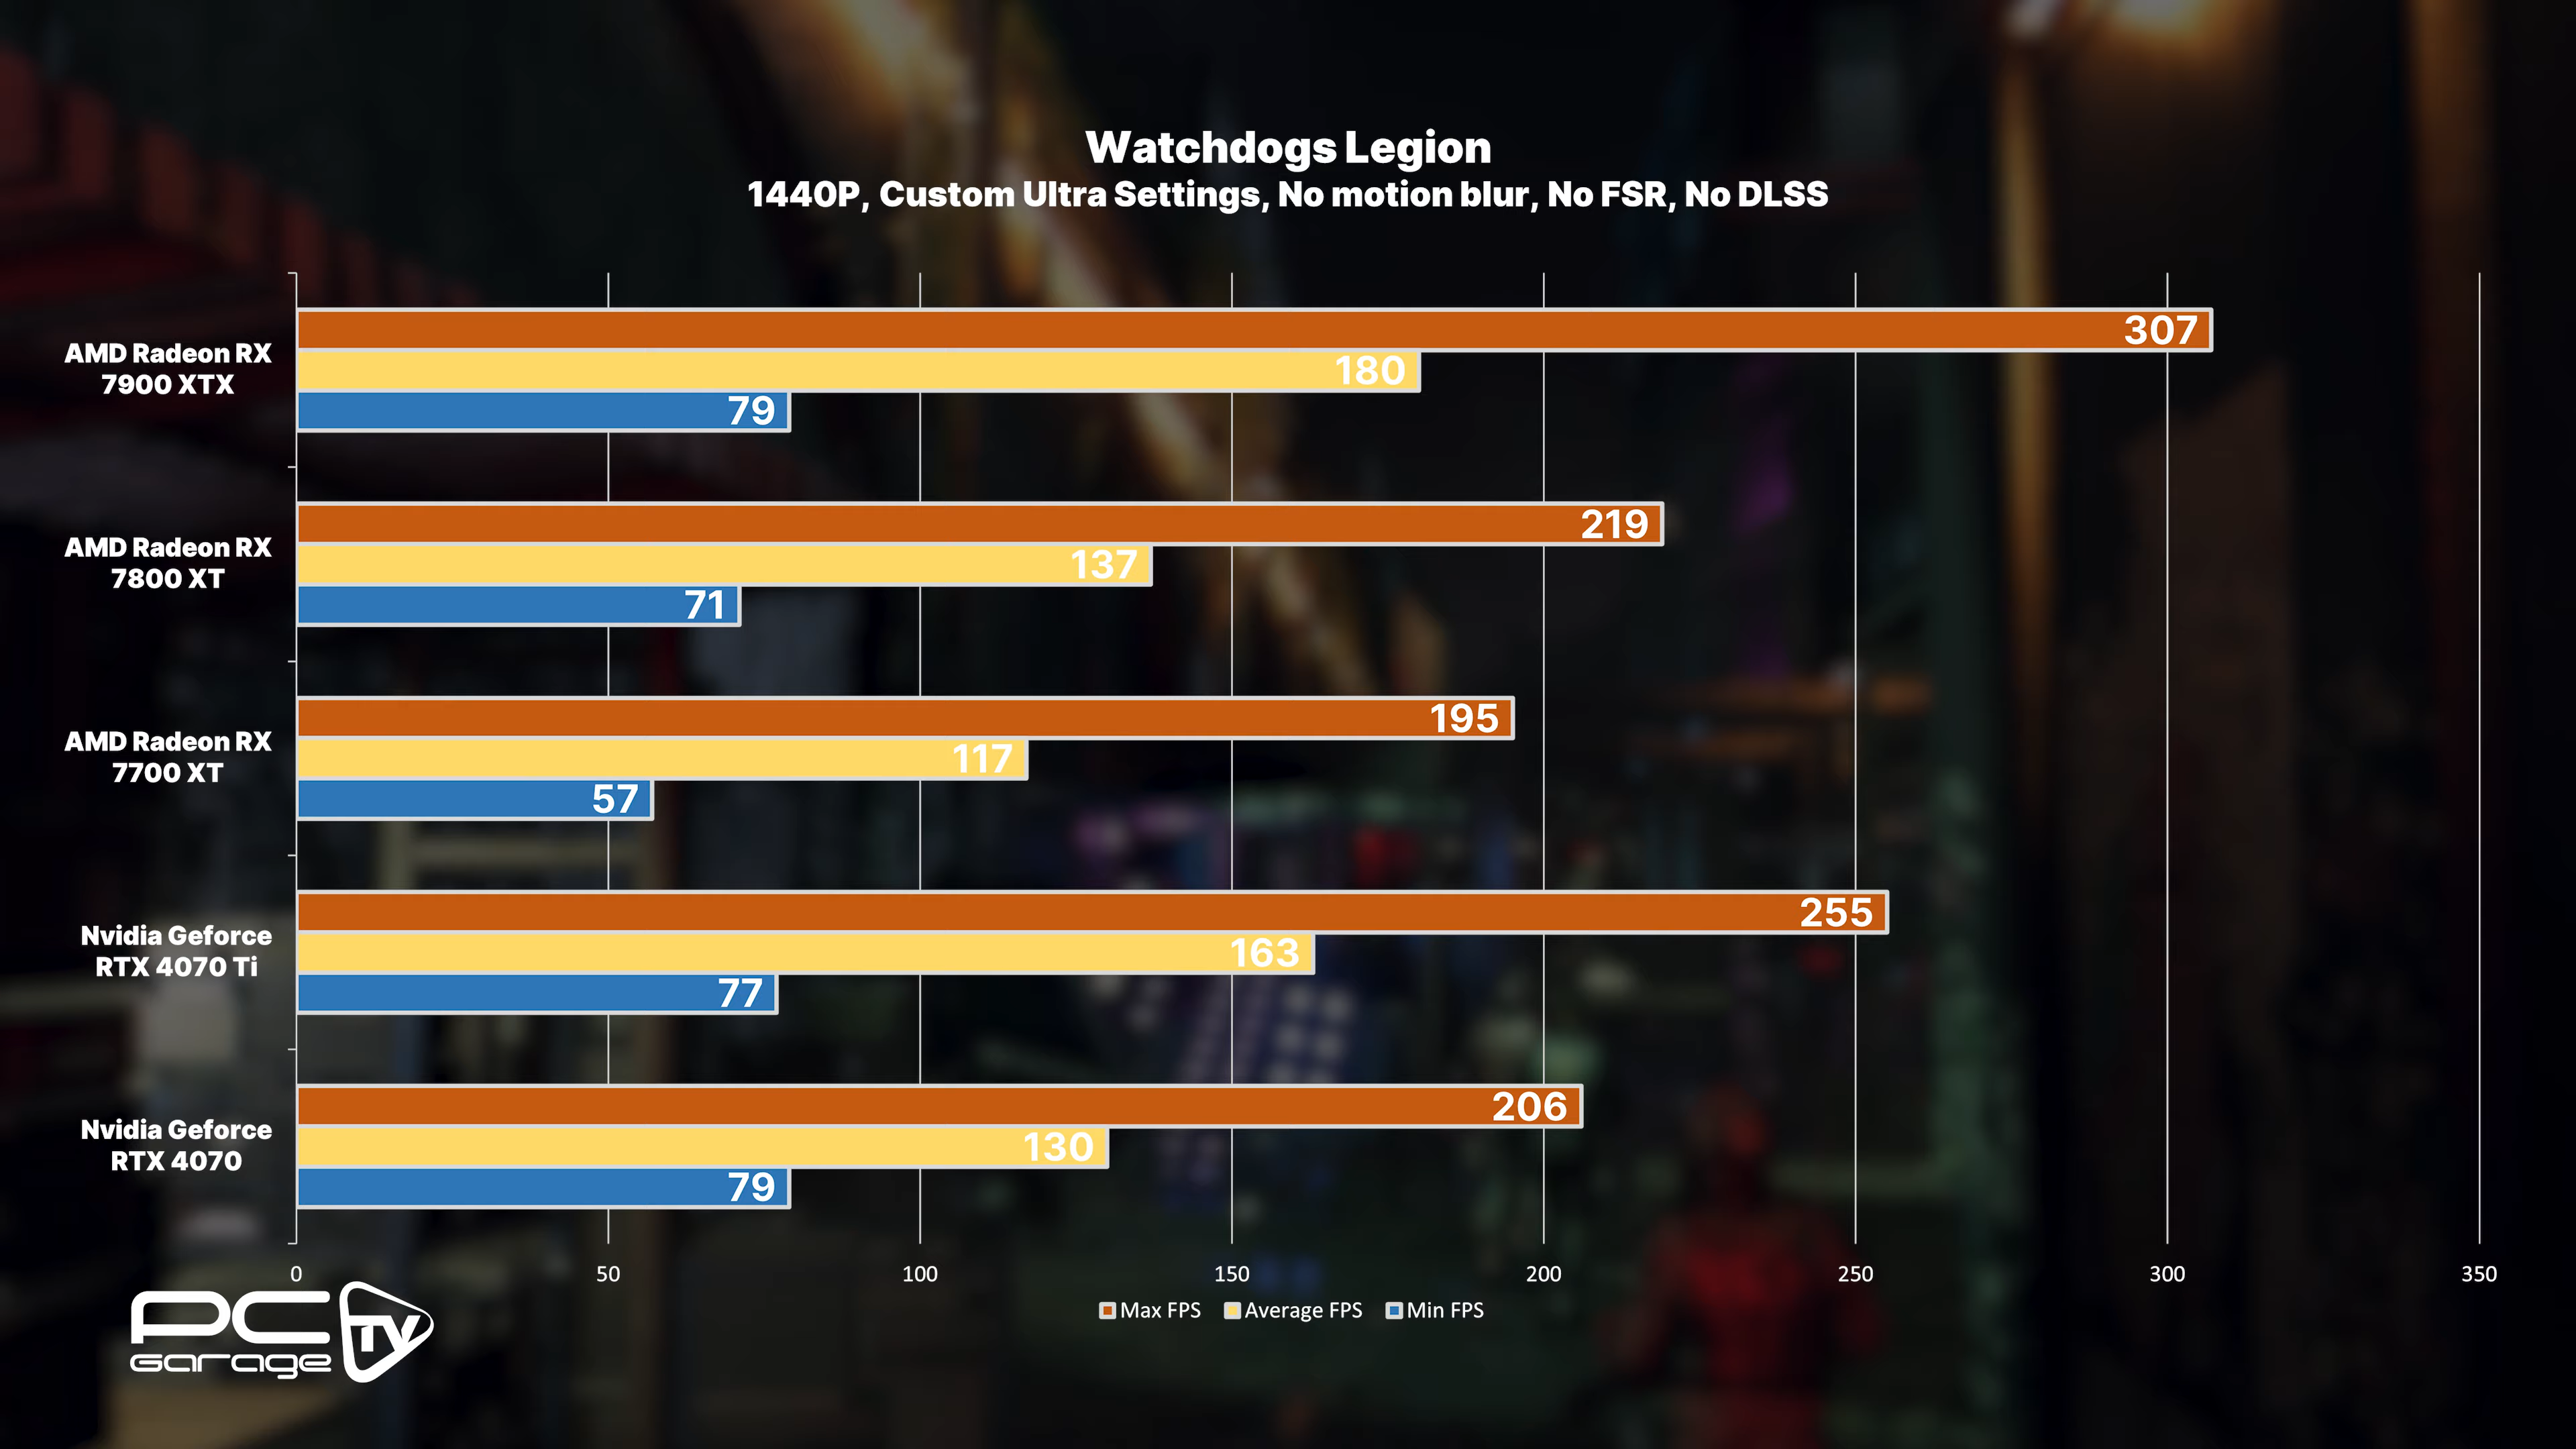 Watchdogs Legion
1440P, Custom Ultra Settings, No motion blur, No FSR, No DLSS
AMD Radeon RX
7900 XTX
307
180
79
AMD Radeon RX
7800 XT
219
137
71
AMD Radeon RX
7700 XT
195
117
57
Nvidia Geforce
RTX 4070 Ti
255
163
77
Nvidia Geforce
RTX 4070
206
130
79
0 50 100 150 200 250 300 350
Max FPS Average FPS Min FPS
PC
Garage
TV